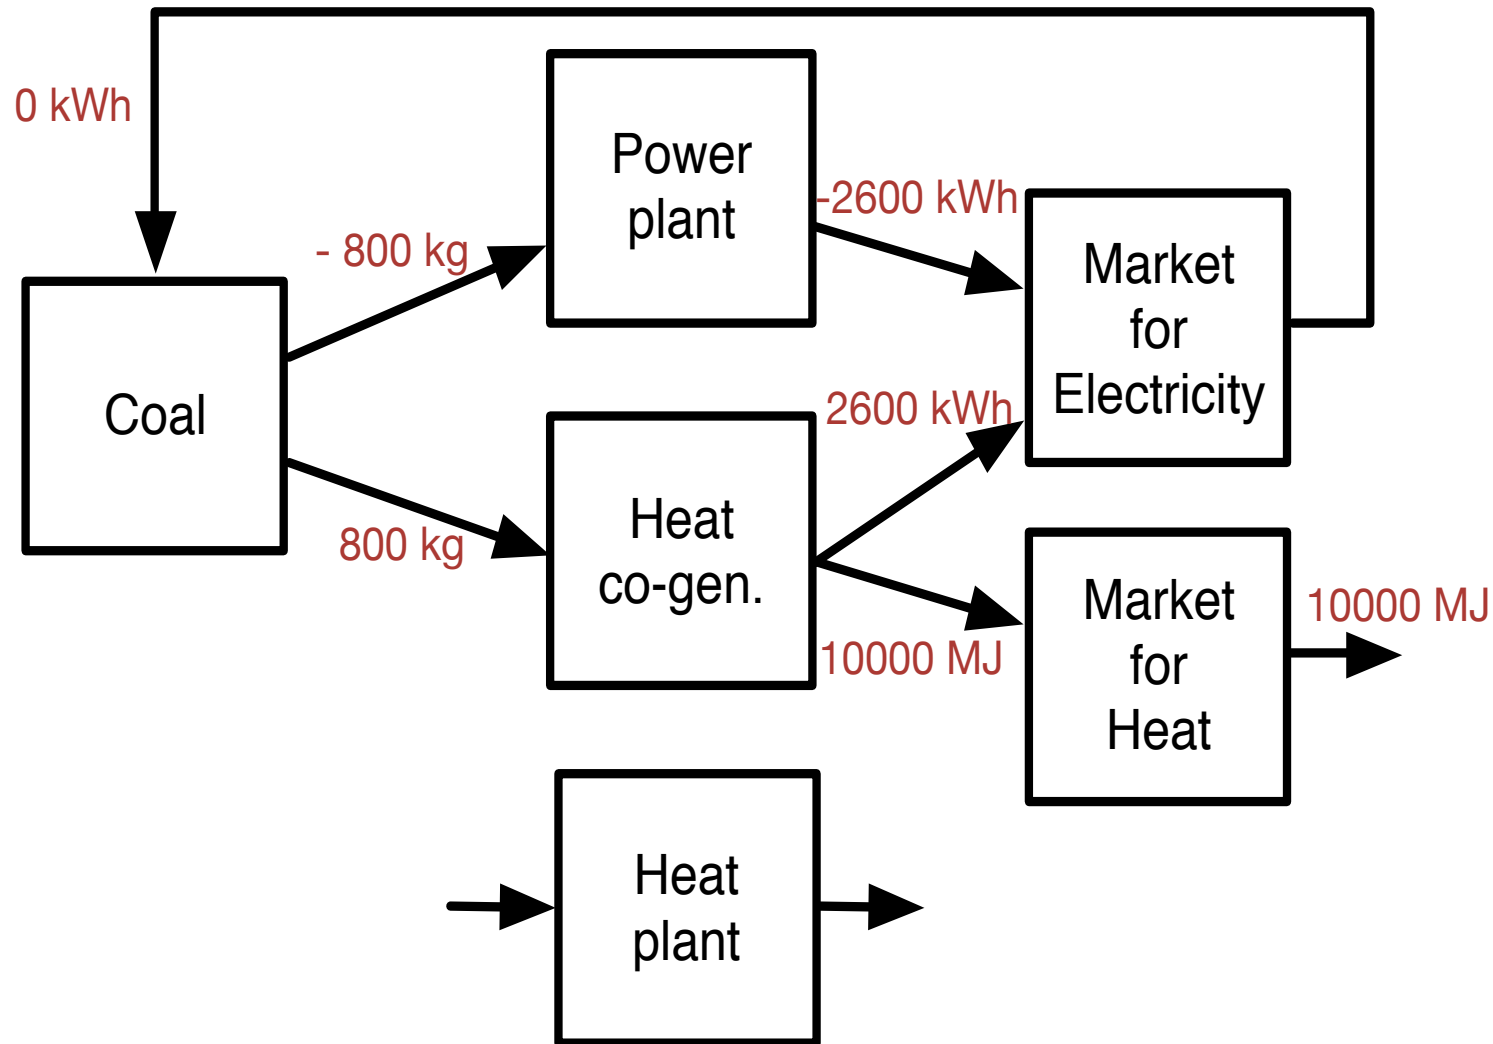 0 kWh
Power
plant
-2600 kWh
- 800 kg
Market
for
Electricity
Coal
2600 kWh
800 kg
Heat
co-gen.
10000 MJ
Market
for
Heat
10000 MJ
Heat
plant